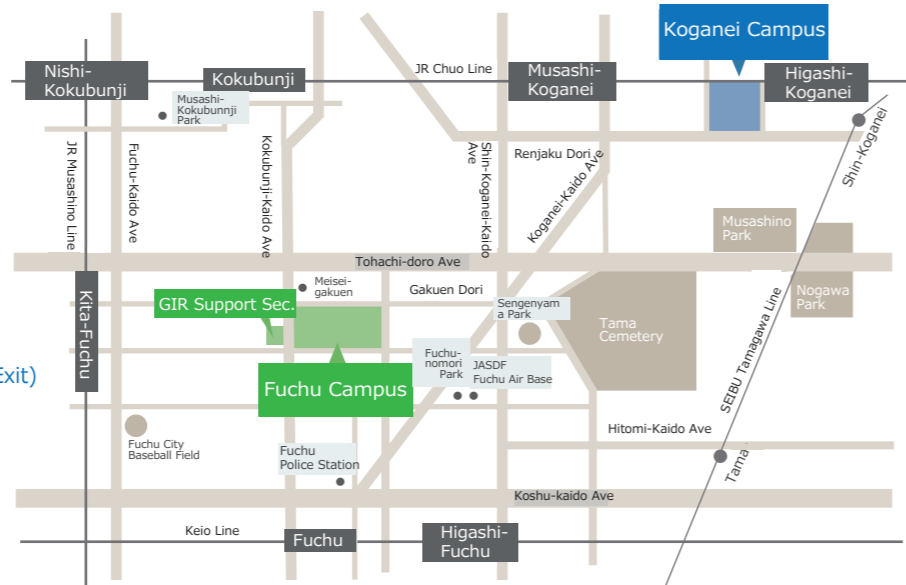 Koganei Campus
Nishi-
Kokubunji
Kokubunji
JR Chuo Line
Musashi-
Koganei
Higashi-
Koganei
Musashi-
Kokubunnji
Park
JR Musashino Line
Fuchu-Kaido Ave
Kokubunji-Kaido Ave
Shin-Koganei-Kaido
Ave
Renjaku Dori
Koganei-Kaido Ave
Shin-Koganei
Musashino
Park
Tohachi-doro Ave
Meisei-
gakuen
Gakuen Dori
Nogawa
Park
Kita-Fuchu
GIR Support Sec.
Sengenyam
a Park
Tama
Cemetery
SEIBU Tamagawa Line
Exit)
Fuchu Campus
Fuchu-
nomori
Park
JASDF
Fuchu Air Base
Fuchu City
Baseball Field
Hitomi-Kaido Ave
Fuchu
Police Station
Tama
Koshu-kaido Ave
Keio Line
Fuchu
Higashi-
Fuchu